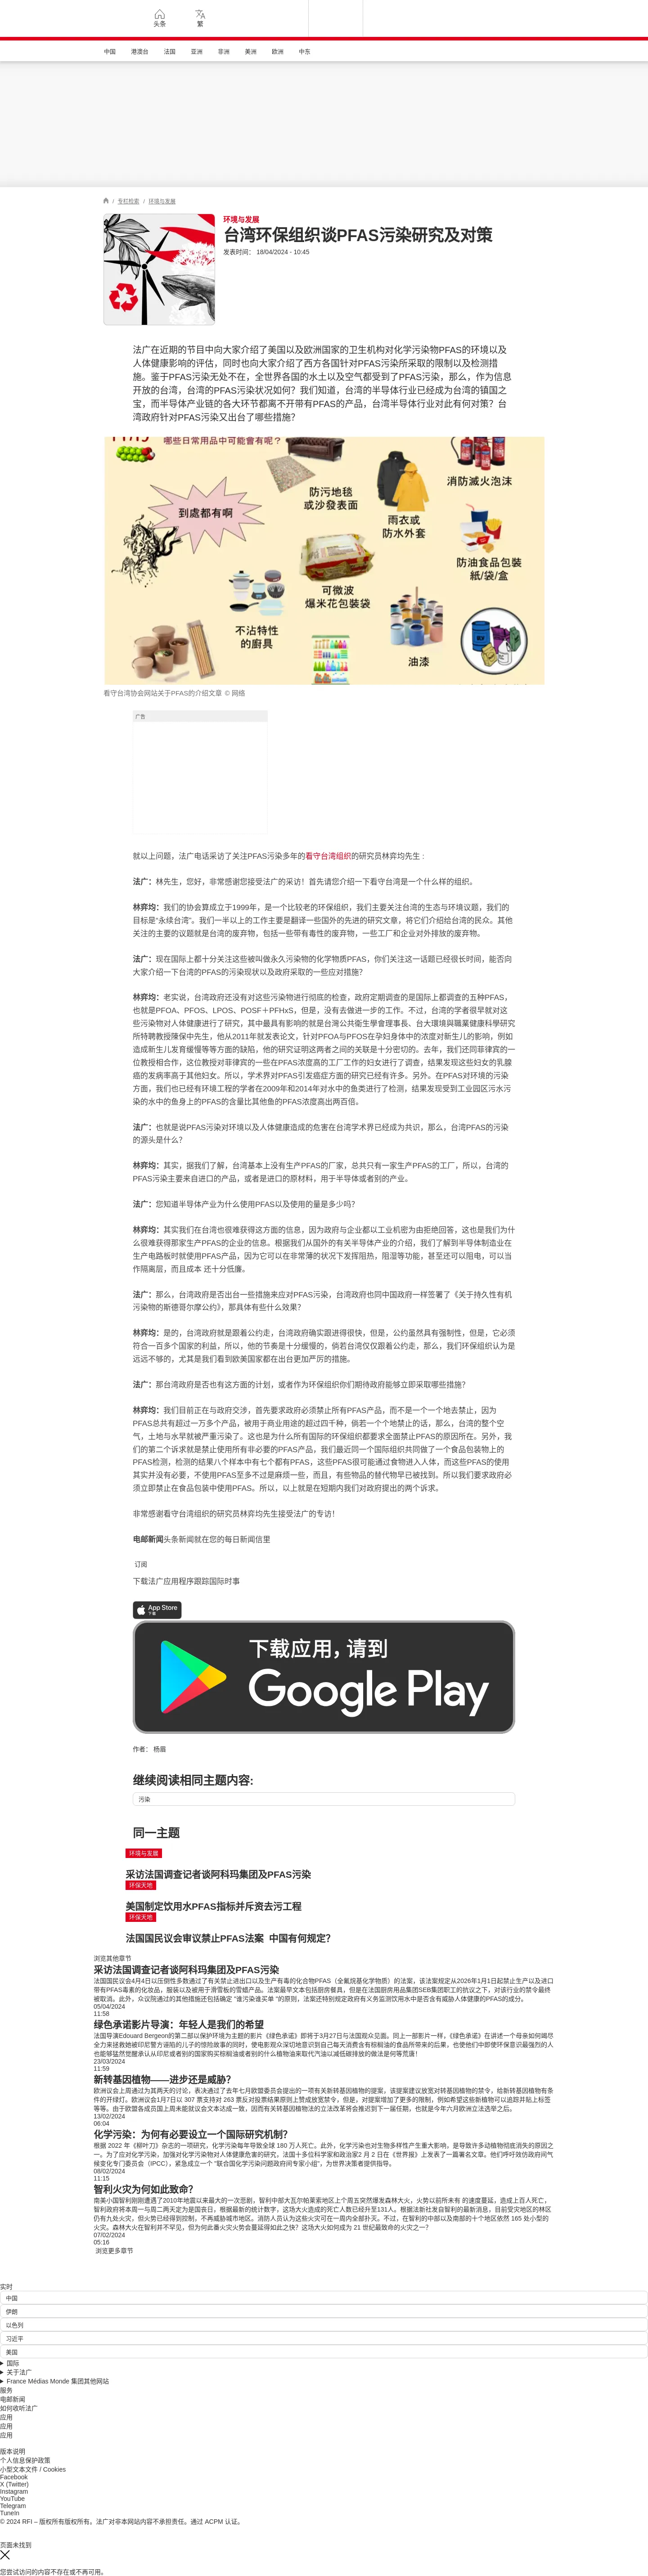 头条
繁
中国 港澳台 法国 亚洲 非洲 美洲 欧洲 中东
/ 专栏检索 / 环境与发展
环境与发展
台湾环保组织谈PFAS污染研究及对策
发表时间： 18/04/2024 - 10:45
法广在近期的节目中向大家介绍了美国以及欧洲国家的卫生机构对化学污染物PFAS的环境以及
人体健康影响的评估，同时也向大家介绍了西方各国针对PFAS污染所采取的限制以及检测措
施。鉴于PFAS污染无处不在，全世界各国的水土以及空气都受到了PFAS污染，那么，作为信息
开放的台湾，台湾的PFAS污染状况如何？我们知道，台湾的半导体行业已经成为台湾的镇国之
宝，而半导体产业链的各大环节都离不开带有PFAS的产品，台湾半导体行业对此有何对策？台
湾政府针对PFAS污染又出台了哪些措施？
哪些日常用品中可能會有呢？
到處都有啊
防污地毯
或沙發表面
消防滅火泡沫
雨衣或
防水外套
防油食品包裝
紙/袋/盒
可微波
爆米花包裝袋
不沾特性
的廚具
油漆
看守台湾协会网站关于PFAS的介绍文章 © 网络
广告
就以上问题，法广电话采访了关注PFAS污染多年的看守台湾组织的研究员林弈均先生 :
法广：林先生，您好，非常感谢您接受法广的采访！首先请您介绍一下看守台湾是一个什么样的组织。
林弈均：我们的协会算成立于1999年，是一个比较老的环保组织，我们主要关注台湾的生态与环境议题，我们的
目标是“永续台湾”。我们一半以上的工作主要是翻译一些国外的先进的研究文章，将它们介绍给台湾的民众。其他
关注的主要的议题就是台湾的废弃物，包括一些带有毒性的废弃物，一些工厂和企业对外排放的废弃物。
法广：现在国际上都十分关注这些被叫做永久污染物的化学物质PFAS，你们关注这一话题已经很长时间，能否向
大家介绍一下台湾的PFAS的污染现状以及政府采取的一些应对措施？
林弈均：老实说，台湾政府还没有对这些污染物进行彻底的检查，政府定期调查的是国际上都调查的五种PFAS，
也就是PFOA、PFOS、LPOS、POSF＋PFHxS，但是，没有去做进一步的工作。不过，台湾的学者很早就对这
些污染物对人体健康进行了研究，其中最具有影响的就是台灣公共衛生學會理事長、台大環境與職業健康科學研究
所特聘教授陳保中先生，他从2011年就发表论文，针对PFOA与PFOS在孕妇身体中的浓度对新生儿的影响，例如
造成新生儿发育缓慢等等方面的缺陷，他的研究证明这两者之间的关联是十分密切的。去年，我们还同菲律宾的一
位教授相合作，这位教授对菲律宾的一些在PFAS浓度高的工厂工作的妇女进行了调查，结果发现这些妇女的乳腺
癌的发病率高于其他妇女。所以，学术界对PFAS引发癌症方面的研究已经有许多。另外。在PFAS对环境的污染
方面，我们也已经有环境工程的学者在2009年和2014年对水中的鱼类进行了检测，结果发现受到工业园区污水污
染的水中的鱼身上的PFAS的含量比其他鱼的PFAS浓度高出两百倍。
法广：也就是说PFAS污染对环境以及人体健康造成的危害在台湾学术界已经成为共识，那么，台湾PFAS的污染
的源头是什么？
林弈均：其实，据我们了解，台湾基本上没有生产PFAS的厂家，总共只有一家生产PFAS的工厂，所以，台湾的
PFAS污染主要来自进口的产品，或者是进口的原材料，用于半导体或者别的产业。
法广：您知道半导体产业为什么使用PFAS以及使用的量是多少吗？
林弈均：其实我们在台湾也很难获得这方面的信息，因为政府与企业都以工业机密为由拒绝回答，这也是我们为什
么很难获得那家生产PFAS的企业的信息。根据我们从国外的有关半导体产业的介绍，我们了解到半导体制造业在
生产电路板时就使用PFAS产品，因为它可以在非常薄的状况下发挥阻热，阻湿等功能，甚至还可以阻电，可以当
作隔离层，而且成本 还十分低廉。
法广：那么，台湾政府是否出台一些措施来应对PFAS污染，台湾政府也同中国政府一样签署了《关于持久性有机
污染物的斯德哥尔摩公约》，那具体有些什么效果？
林弈均：是的，台湾政府就是跟着公约走，台湾政府确实跟进得很快，但是，公约虽然具有强制性，但是，它必须
符合一百多个国家的利益，所以，他的节奏是十分缓慢的，倘若台湾仅仅跟着公约走，那么，我们环保组织认为是
远远不够的，尤其是我们看到欧美国家都在出台更加严厉的措施。
法广：那台湾政府是否也有这方面的计划，或者作为环保组织你们期待政府能够立即采取哪些措施？
林弈均：我们目前正在与政府交涉，首先要求政府必须禁止所有PFAS产品，而不是一个一个地去禁止，因为
PFAS总共有超过一万多个产品，被用于商业用途的超过四千种，倘若一个个地禁止的话，那么，台湾的整个空
气，土地与水早就被严重污染了。这也是为什么所有国际的环保组织都要求全面禁止PFAS的原因所在。另外，我
们的第二个诉求就是禁止使用所有非必要的PFAS产品，我们最近同一个国际组织共同做了一个食品包装物上的
PFAS检测，检测的结果八个样本中有七个都有PFAS，这些PFAS很可能通过食物进入人体，而这些PFAS的使用
其实并没有必要，不使用PFAS至多不过是麻烦一些，而且，有些物品的替代物早已被找到。所以我们要求政府必
须立即禁止在食品包装中使用PFAS。所以，以上就是在短期内我们对政府提出的两个诉求。
非常感谢看守台湾组织的研究员林弈均先生接受法广的专访！
电邮新闻头条新闻就在您的每日新闻信里
订阅
下载法广应用程序跟踪国际时事
App Store
下载
下载应用，请到
Google Play
作者： 杨眉
继续阅读相同主题内容:
污染
同一主题
环境与发展
采访法国调查记者谈阿科玛集团及PFAS污染
环保天地
美国制定饮用水PFAS指标并斥资去污工程
环保天地
法国国民议会审议禁止PFAS法案 中国有何规定?
浏览其他章节
采访法国调查记者谈阿科玛集团及PFAS污染
法国国民议会4月4日以压倒性多数通过了有关禁止进出口以及生产有毒的化合物PFAS（全氟烷基化学物质）的法案，该法案规定从2026年1月1日起禁止生产以及进口
带有PFAS毒素的化妆品，服装以及被用于滑雪板的雪蜡产品。法案最早文本包括厨房餐具，但是在法国厨房用品集团SEB集团职工的抗议之下，对该行业的禁令最终
被取消。此外，众议院通过的其他措施还包括确定 "谁污染谁买单 "的原则，法案还特别规定政府有义务监测饮用水中是否含有威胁人体健康的PFAS的成分。
05/04/2024
11:58
绿色承诺影片导演：年轻人是我们的希望
法国导演Edouard Bergeon的第二部以保护环境为主题的影片《绿色承诺》即将于3月27日与法国观众见面。同上一部影片一样，《绿色承诺》在讲述一个母亲如何竭尽
全力来拯救她被印尼警方诬陷的儿子的惊险故事的同时，使电影观众深切地意识到自己每天消费含有棕榈油的食品所带来的后果，也使他们中即使环保意识最强烈的人
也能够猛然觉醒承认从印尼或者别的国家购买棕榈油或者别的什么植物油来取代汽油以减低碳排放的做法是何等荒唐！
23/03/2024
11:59
新转基因植物——进步还是威胁？
欧洲议会上周通过为其两天的讨论，表决通过了去年七月欧盟委员会提出的一项有关新转基因植物的提案，该提案建议放宽对转基因植物的禁令，给新转基因植物有条
件的开绿灯。欧洲议会1月7日以 307 票支持对 263 票反对投票结果原则上赞成放宽禁令，但是，对提案增加了更多的限制，例如希望这些新植物可以追踪并贴上标签
等等。由于欧盟各成员国上周未能就议会文本达成一致，因而有关转基因植物法的立法改革将会推迟到下一届任期，也就是今年六月欧洲立法选举之后。
13/02/2024
06:04
化学污染：为何有必要设立一个国际研究机制？
根据 2022 年《柳叶刀》杂志的一项研究，化学污染每年导致全球 180 万人死亡。此外，化学污染也对生物多样性产生重大影响，是导致许多动植物彻底消失的原因之
一。为了应对化学污染，加强对化学污染物对人体健康危害的研究，法国十多位科学家和政治家2 月 2 日在《世界报》上发表了一篇署名文章。他们呼吁效仿政府间气
候变化专门委员会（IPCC），紧急成立一个 "联合国化学污染问题政府间专家小组"，为世界决策者提供指导。
08/02/2024
11:15
智利火灾为何如此致命？
南美小国智利刚刚遭遇了2010年地震以来最大的一次悲剧，智利中部大瓦尔帕莱索地区上个周五突然爆发森林大火，火势以前所未有 的速度蔓延，造成上百人死亡，
智利政府将本周一与周二两天定为是国丧日，根据最新的统计数字，这场大火造成的死亡人数已经升至131人。根据法新社发自智利的最新消息，目前受灾地区的林区
仍有九处火灾，但火势已经得到控制，不再威胁城市地区。消防人员认为这些火灾可在一周内全部扑灭。不过，在智利的中部以及南部的十个地区依然 165 处小型的
火灾。森林大火在智利并不罕见，但为何此番火灾火势会蔓延得如此之快？这场大火如何成为 21 世纪最致命的火灾之一？
07/02/2024
05:16
浏览更多章节
实时
中国
伊朗
以色列
习近平
美国
国际
关于法广
France Médias Monde 集团其他网站
服务
电邮新闻
如何收听法广
应用
应用
应用
版本说明
个人信息保护政策
小型文本文件 / Cookies
Facebook
X (Twitter)
Instagram
YouTube
Telegram
TuneIn
© 2024 RFI – 版权所有版权所有。法广对非本网站内容不承担责任。通过 ACPM 认证。
页面未找到
您尝试访问的内容不存在或不再可用。